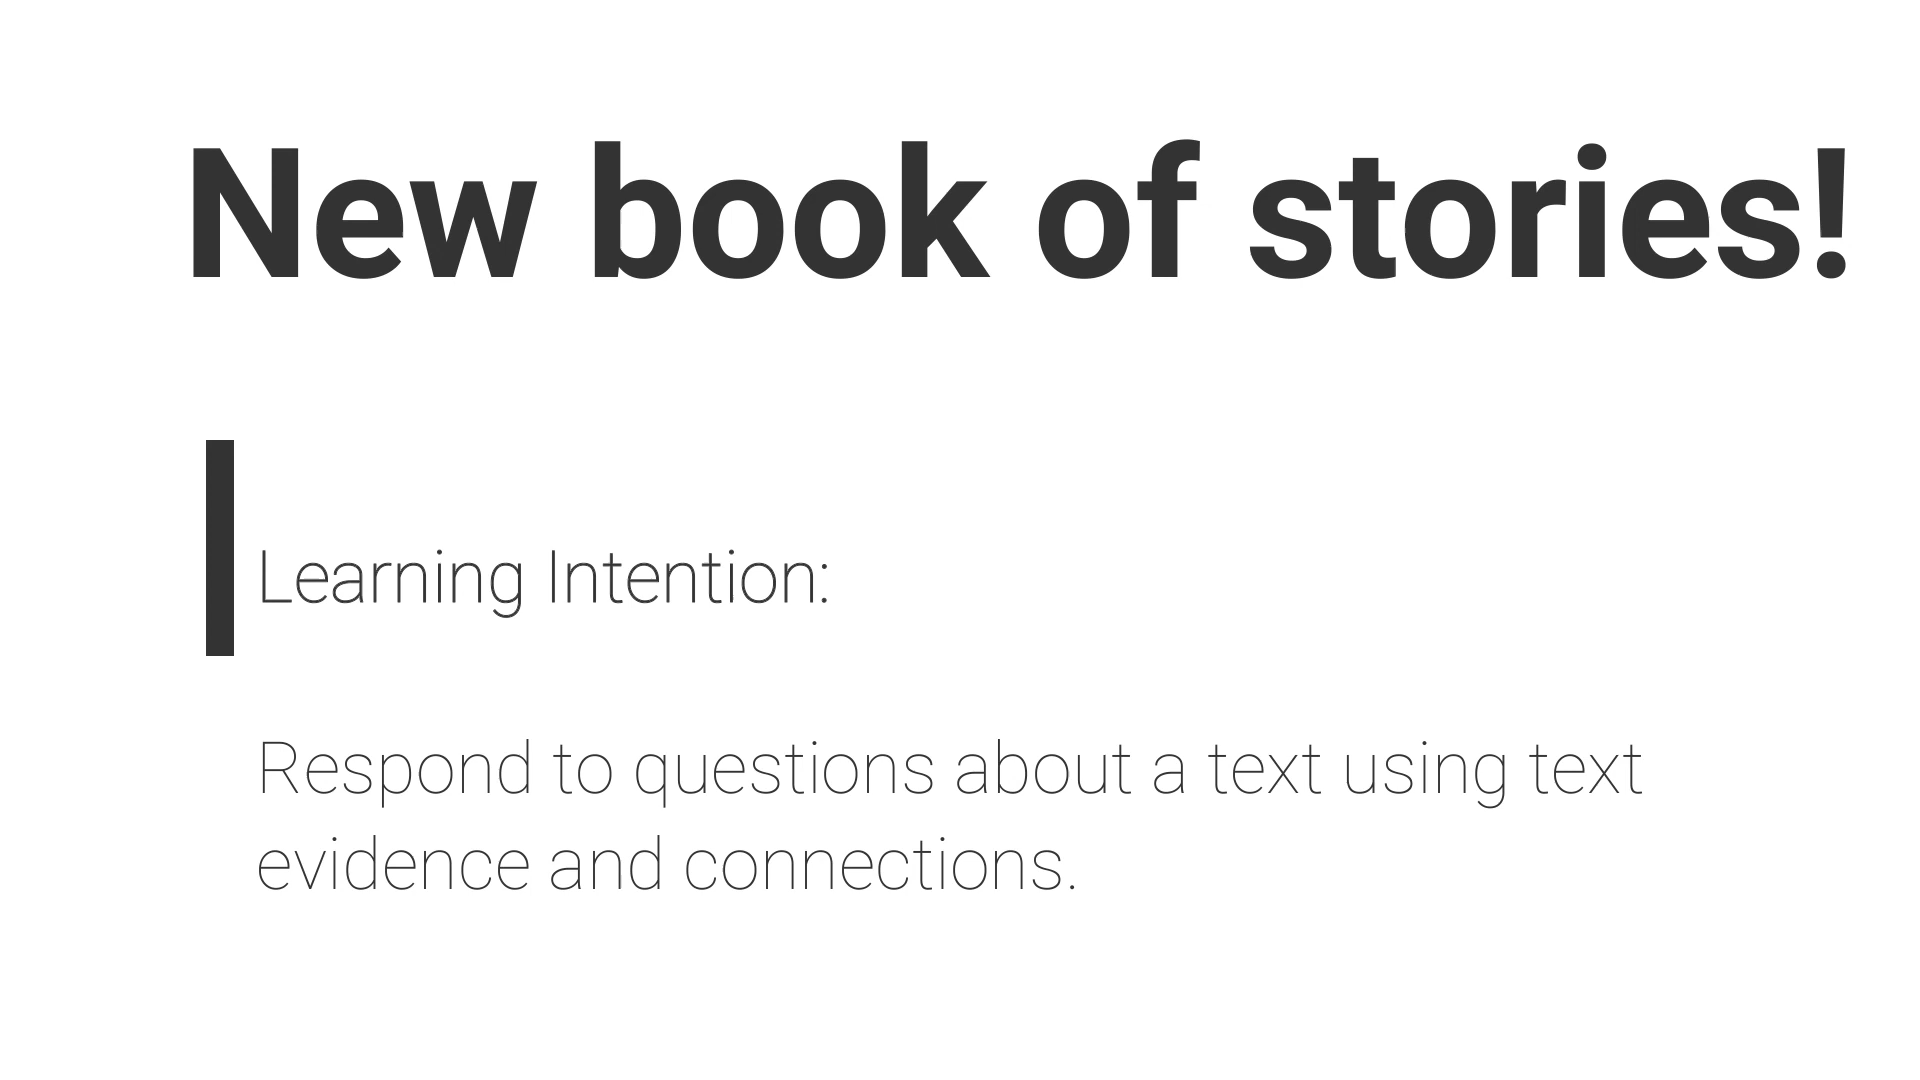 New book of stories!
Learning Intention:
Respond to questions about a text using text
evidence and connections.